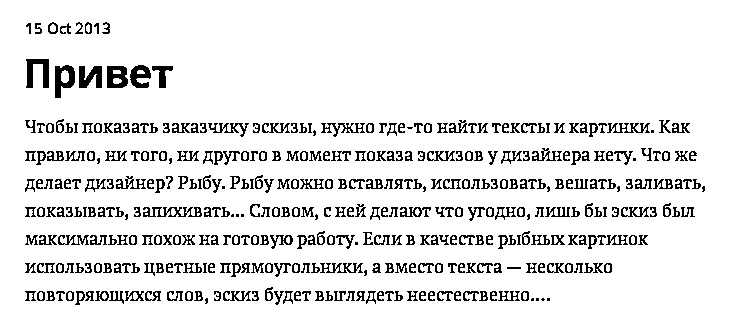 15 Oct 2013
Привет
Чтобы показать заказчику эскизы, нужно где-то найти тексты и картинки. Как
правило, ни того, ни другого в момент показа эскизов у дизайнера нету. Что же
делает дизайнер? Рыбу. Рыбу можно вставлять, использовать, вешать, заливать,
показывать, запихивать... Словом, с ней делают что угодно, лишь бы эскиз был
максимально похож на готовую работу. Если в качестве рыбных картинок
использовать цветные прямоугольники, а вместо текста — несколько
повторяющихся слов, эскиз будет выглядеть неестественно....